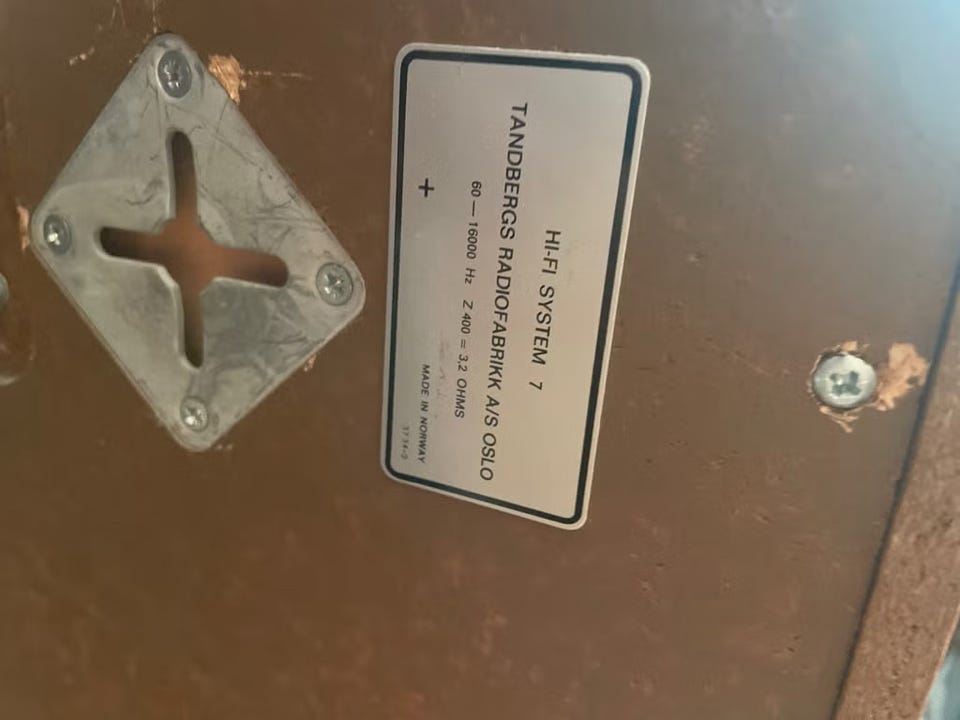 HI-FI SYSTEM 7
TANDBERGS RADIOFABRIKK A/S OSLO
60 — 16000 Hz Z 400 = 3,2 OHMS
+ MADE IN NORWAY